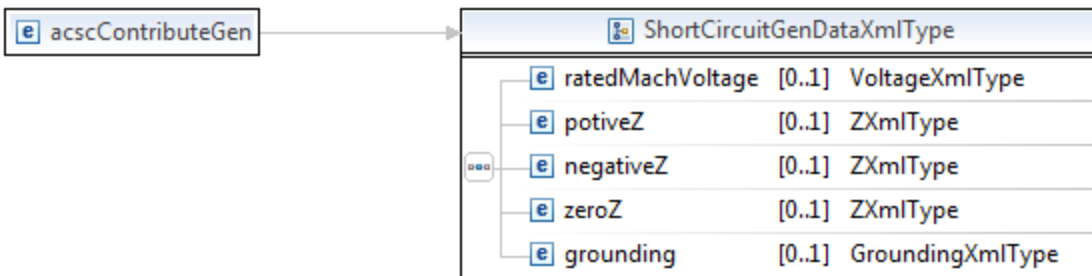 e acscContributeGen
ShortCircuitGenDataXmlType
e ratedMachVoltage [0..1] VoltageXmlType
e potiveZ [0..1] ZXmlType
e negativeZ [0..1] ZXmlType
e zeroZ [0..1] ZXmlType
e grounding [0..1] GroundingXmlType